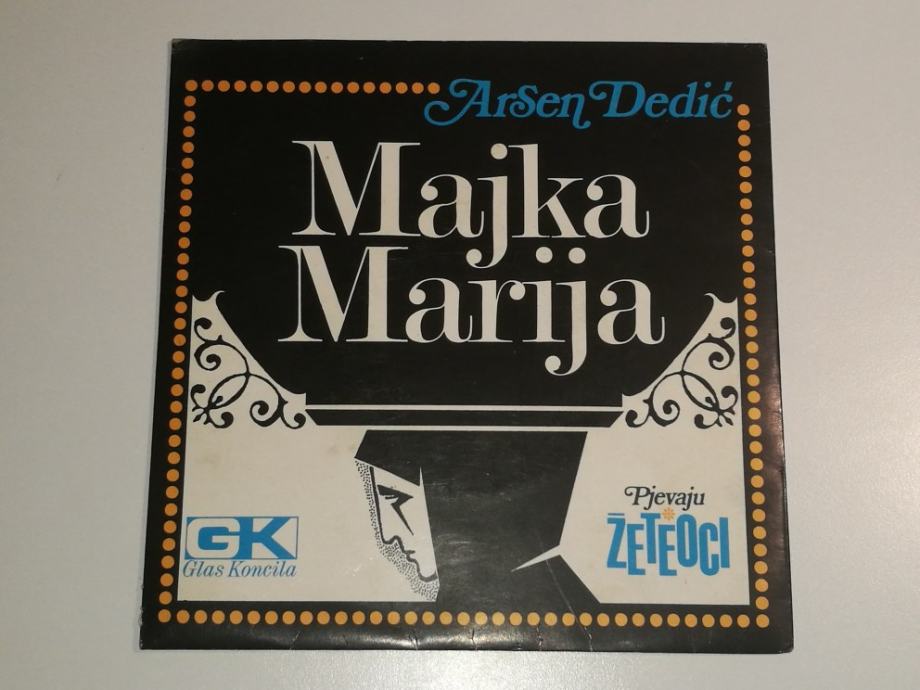 Arsen Dedić
Majka
Marija
GK
Glas Koncila
Pjevaju
ŽETEOCI